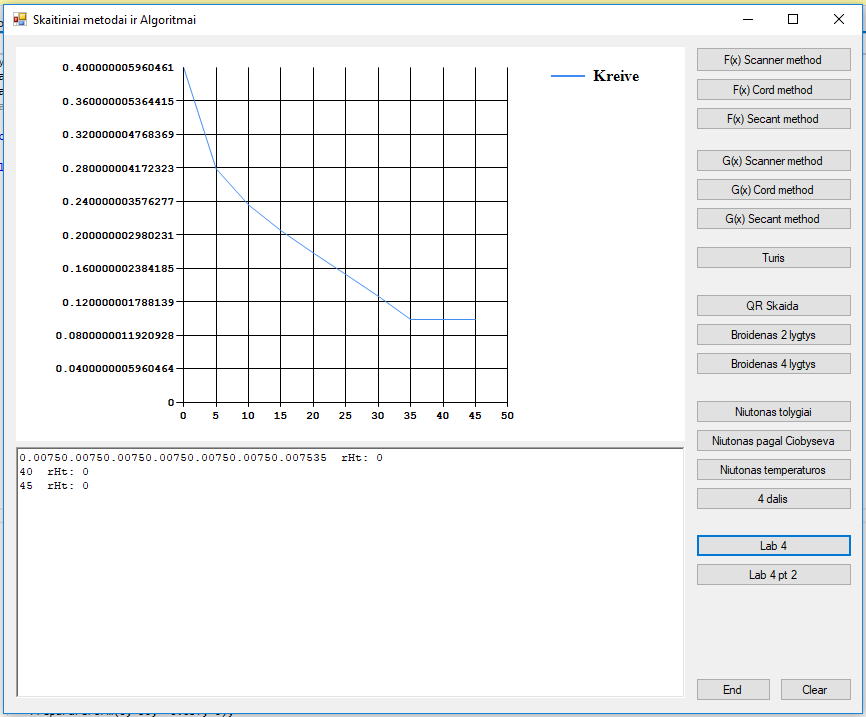 Skaitiniai metodai ir Algoritmai
Kreive
0.400000005960461
0.360000005364415
0.320000004768369
0.280000004172323
0.240000003576277
0.200000002980231
0.160000002384185
0.120000001788139
0.0800000011920928
0.0400000005960464
0
0 5 10 15 20 25 30 35 40 45 50
0.00750.00750.00750.00750.00750.00750.007535 rHt: 0
40 rHt: 0
45 rHt: 0
F(x) Scanner method
F(x) Cord method
F(x) Secant method
G(x) Scanner method
G(x) Cord method
G(x) Secant method
Turis
QR Skaida
Broidenas 2 lygtys
Broidenas 4 lygtys
Niutonas tolygiai
Niutonas pagal Ciobyseva
Niutonas temperaturos
4 dalis
Lab 4
Lab 4 pt 2
End
Clear